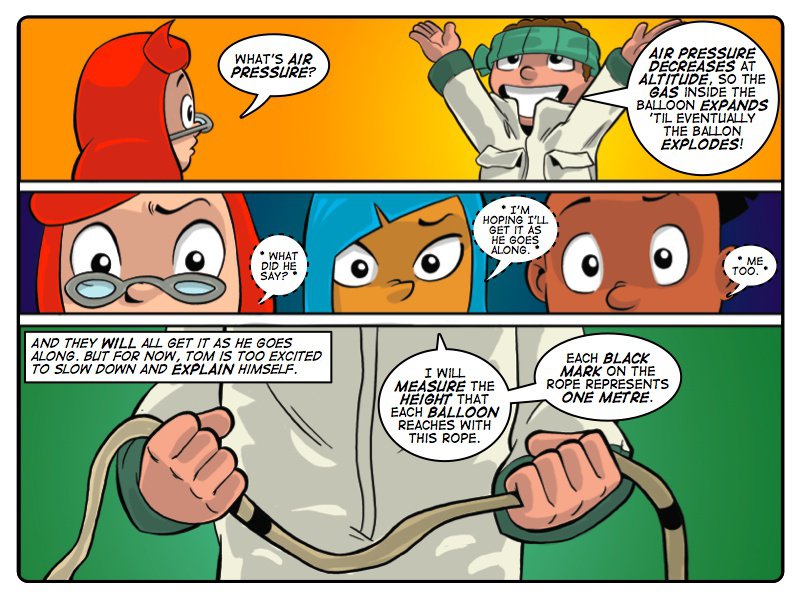 WHAT'S AIR
PRESSURE?
AIR PRESSURE
DECREASES AT
ALTITUDE, SO THE
GAS INSIDE THE
BALLOON EXPANDS
'TIL EVENTUALLY
THE BALLON
EXPLODES!
* WHAT
DID HE
SAY? *
* I'M
HOPING I'LL
GET IT AS
HE GOES
ALONG. *
* ME
TOO. *
AND THEY WILL ALL GET IT AS HE GOES
ALONG. BUT FOR NOW, TOM IS TOO EXCITED
TO SLOW DOWN AND EXPLAIN HIMSELF.
I WILL
MEASURE THE
HEIGHT THAT
EACH BALLOON
REACHES WITH
THIS ROPE.
EACH BLACK
MARK ON THE
ROPE REPRESENTS
ONE METRE.